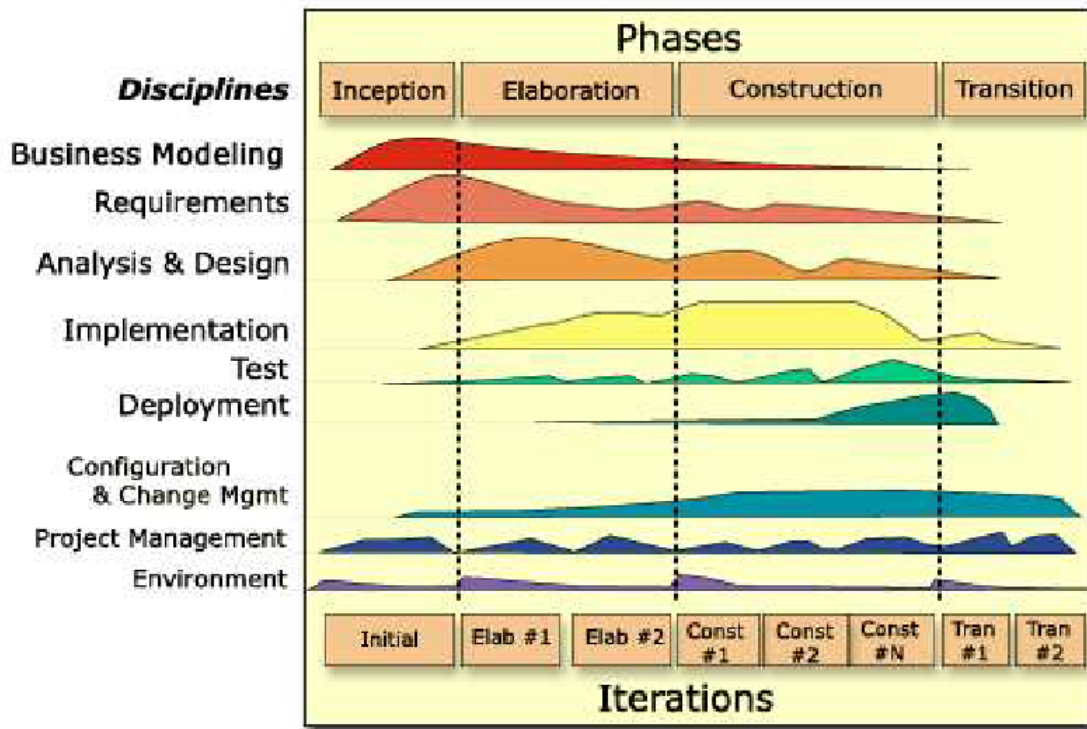 Phases
Disciplines
Inception
Elaboration
Construction
Transition
Business Modeling
Requirements
Analysis & Design
Implementation
Test
Deployment
Configuration
& Change Mgmt
Project Management
Environment
Initial
Elab #1
Elab #2
Const
#1
Const
#2
Const
#N
Tran
#1
Tran
#2
Iterations